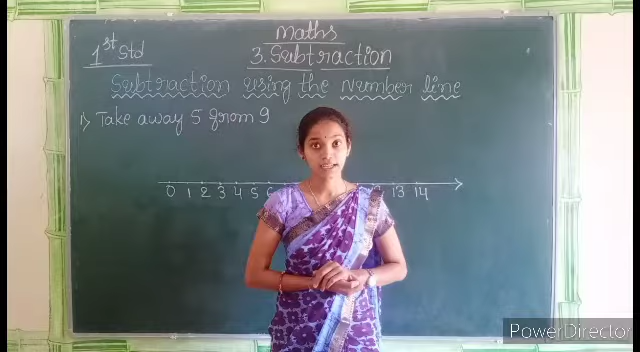 Maths
1st Std
3. Subtraction
Subtraction using the number line
1) Take away 5 from 9
0 1 2 3 4 5 6 13 14
PowerDirector